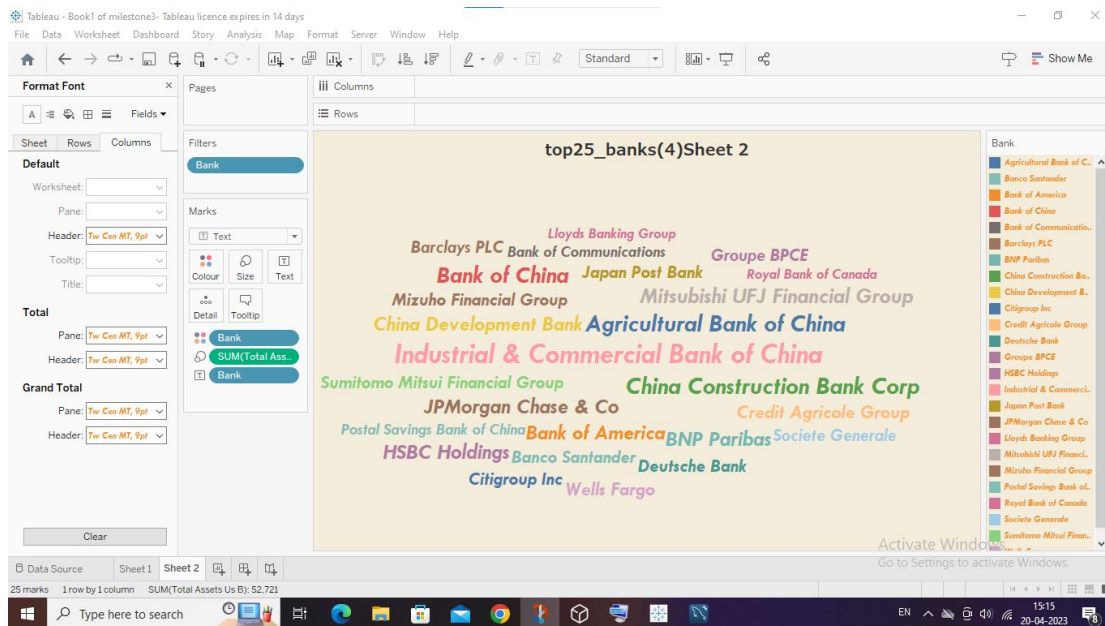 Tableau - Book1 of milestone3- Tableau licence expires in 14 days
File Data Worksheet Dashboard Story Analysis Map Format Server Window Help
Standard
Show Me
Format Font
Fields
Sheet Rows Columns
Default
Worksheet:
Pane:
Header: Tw Cen MT, 9pt
Tooltip:
Title:
Total
Pane: Tw Cen MT, 9pt
Header: Tw Cen MT, 9pt
Grand Total
Pane: Tw Cen MT, 9pt
Header: Tw Cen MT, 9pt
Clear
Pages
Filters
Bank
Marks
Text
Colour Size Text
Detail Tooltip
Bank
SUM(Total Ass..
Bank
Columns
Rows
top25_banks(4)Sheet 2
Lloyds Banking Group
Barclays PLC Bank of Communications Groupe BPCE
Bank of China Japan Post Bank Royal Bank of Canada
Mizuho Financial Group Mitsubishi UFJ Financial Group
China Development Bank Agricultural Bank of China
Industrial & Commercial Bank of China
Sumitomo Mitsui Financial Group China Construction Bank Corp
JPMorgan Chase & Co Credit Agricole Group
Postal Savings Bank of China Bank of America BNP Paribas Societe Generale
HSBC Holdings Banco Santander Deutsche Bank
Citigroup Inc Wells Fargo
Bank
Agricultural Bank of C..
Banco Santander
Bank of America
Bank of China
Bank of Communicatio..
Barclays PLC
BNP Paribas
China Construction Ba..
China Development B..
Citigroup Inc
Credit Agricole Group
Deutsche Bank
Groupe BPCE
HSBC Holdings
Industrial & Commerci..
Japan Post Bank
JPMorgan Chase & Co
Lloyds Banking Group
Mitsubishi UFJ Financi..
Mizuho Financial Group
Postal Savings Bank of..
Royal Bank of Canada
Societe Generale
Sumitomo Mitsui Finan..
Activate Windows
Go to Settings to activate Windows.
Data Source Sheet 1 Sheet 2
25 marks 1 row by 1 column SUM(Total Assets Us B): 52,721
Type here to search
EN
15:15
20-04-2023
8